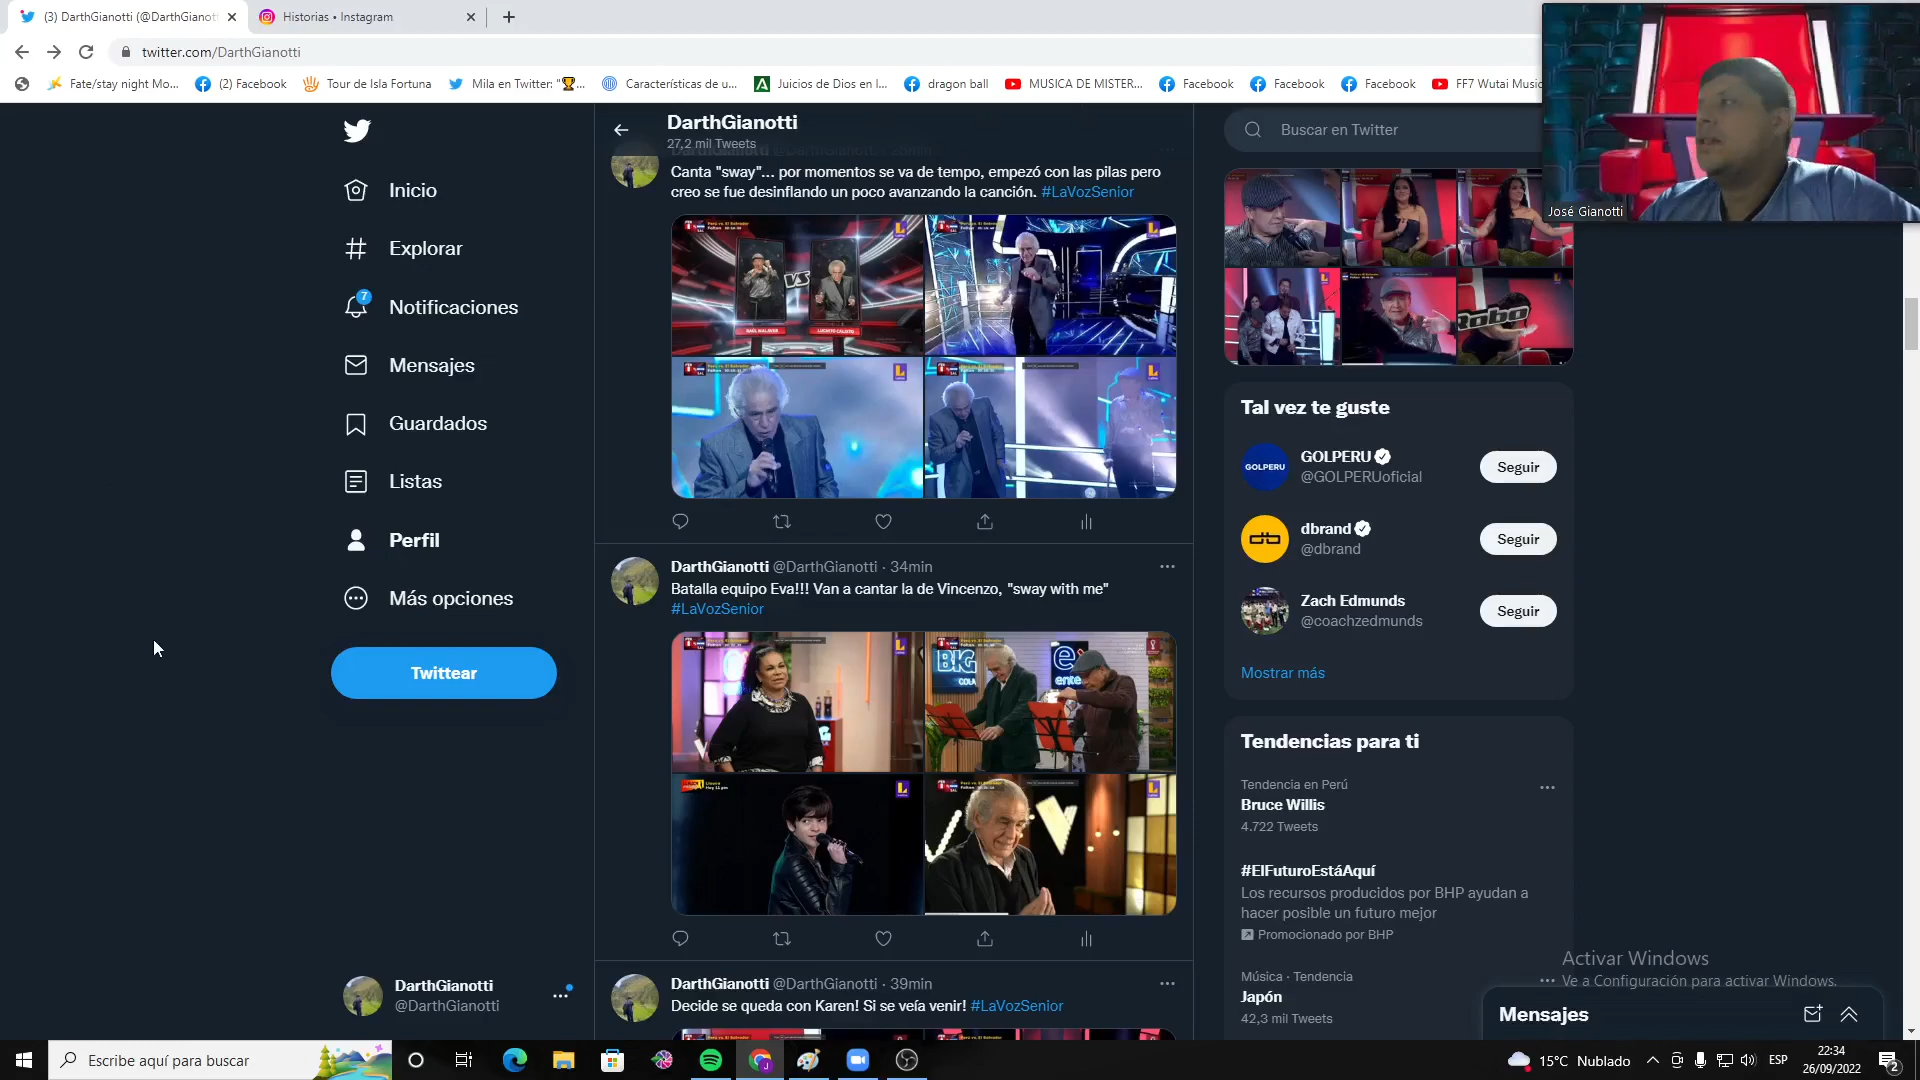 (3) DarthGianotti (@DarthGianot
Historias • Instagram
twitter.com/DarthGianotti
Fate/stay night Mo...
(2) Facebook
Tour de Isla Fortuna
Mila en Twitter: "🏆...
Características de u...
Juicios de Dios en l...
dragon ball
MUSICA DE MISTER...
Facebook
Facebook
Facebook
FF7 Wutai Music
José Gianotti
Inicio
Explorar
7
Notificaciones
Mensajes
Guardados
Listas
Perfil
Más opciones
Twittear
DarthGianotti
@DarthGianotti
DarthGianotti
27,2 mil Tweets
Canta "sway"... por momentos se va de tempo, empezó con las pilas pero
creo se fue desinflando un poco avanzando la canción. #LaVozSenior
VS
DarthGianotti @DarthGianotti · 34min
Batalla equipo Eva!!! Van a cantar la de Vincenzo, "sway with me"
#LaVozSenior
BIG
COLA
DarthGianotti @DarthGianotti · 39min
Decide se queda con Karen! Si se veía venir! #LaVozSenior
Buscar en Twitter
Robo
Tal vez te guste
GOLPERU
GOLPERU
@GOLPERUoficial
Seguir
dbrand
@dbrand
Seguir
Zach Edmunds
@coachzedmunds
Seguir
Mostrar más
Tendencias para ti
Tendencia en Perú
Bruce Willis
4.722 Tweets
#ElFuturoEstáAquí
Los recursos producidos por BHP ayudan a
hacer posible un futuro mejor
Promocionado por BHP
Música · Tendencia
Japón
42,3 mil Tweets
Activar Windows
Ve a Configuración para activar Windows.
Mensajes
Escribe aquí para buscar
15°C Nublado
ESP
22:34
26/09/2022
2